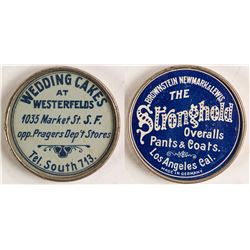 WEDDING CAKES
AT
WESTERFELDS
1035 Market St. S.F.
opp. Pragers Dep't Stores
Tel. South 713.
BROWNSTEIN NEWMARK & LEWIS
THE
Stronghold
Overalls
Pants & Coats.
Los Angeles Cal.
MADE IN GERMANY